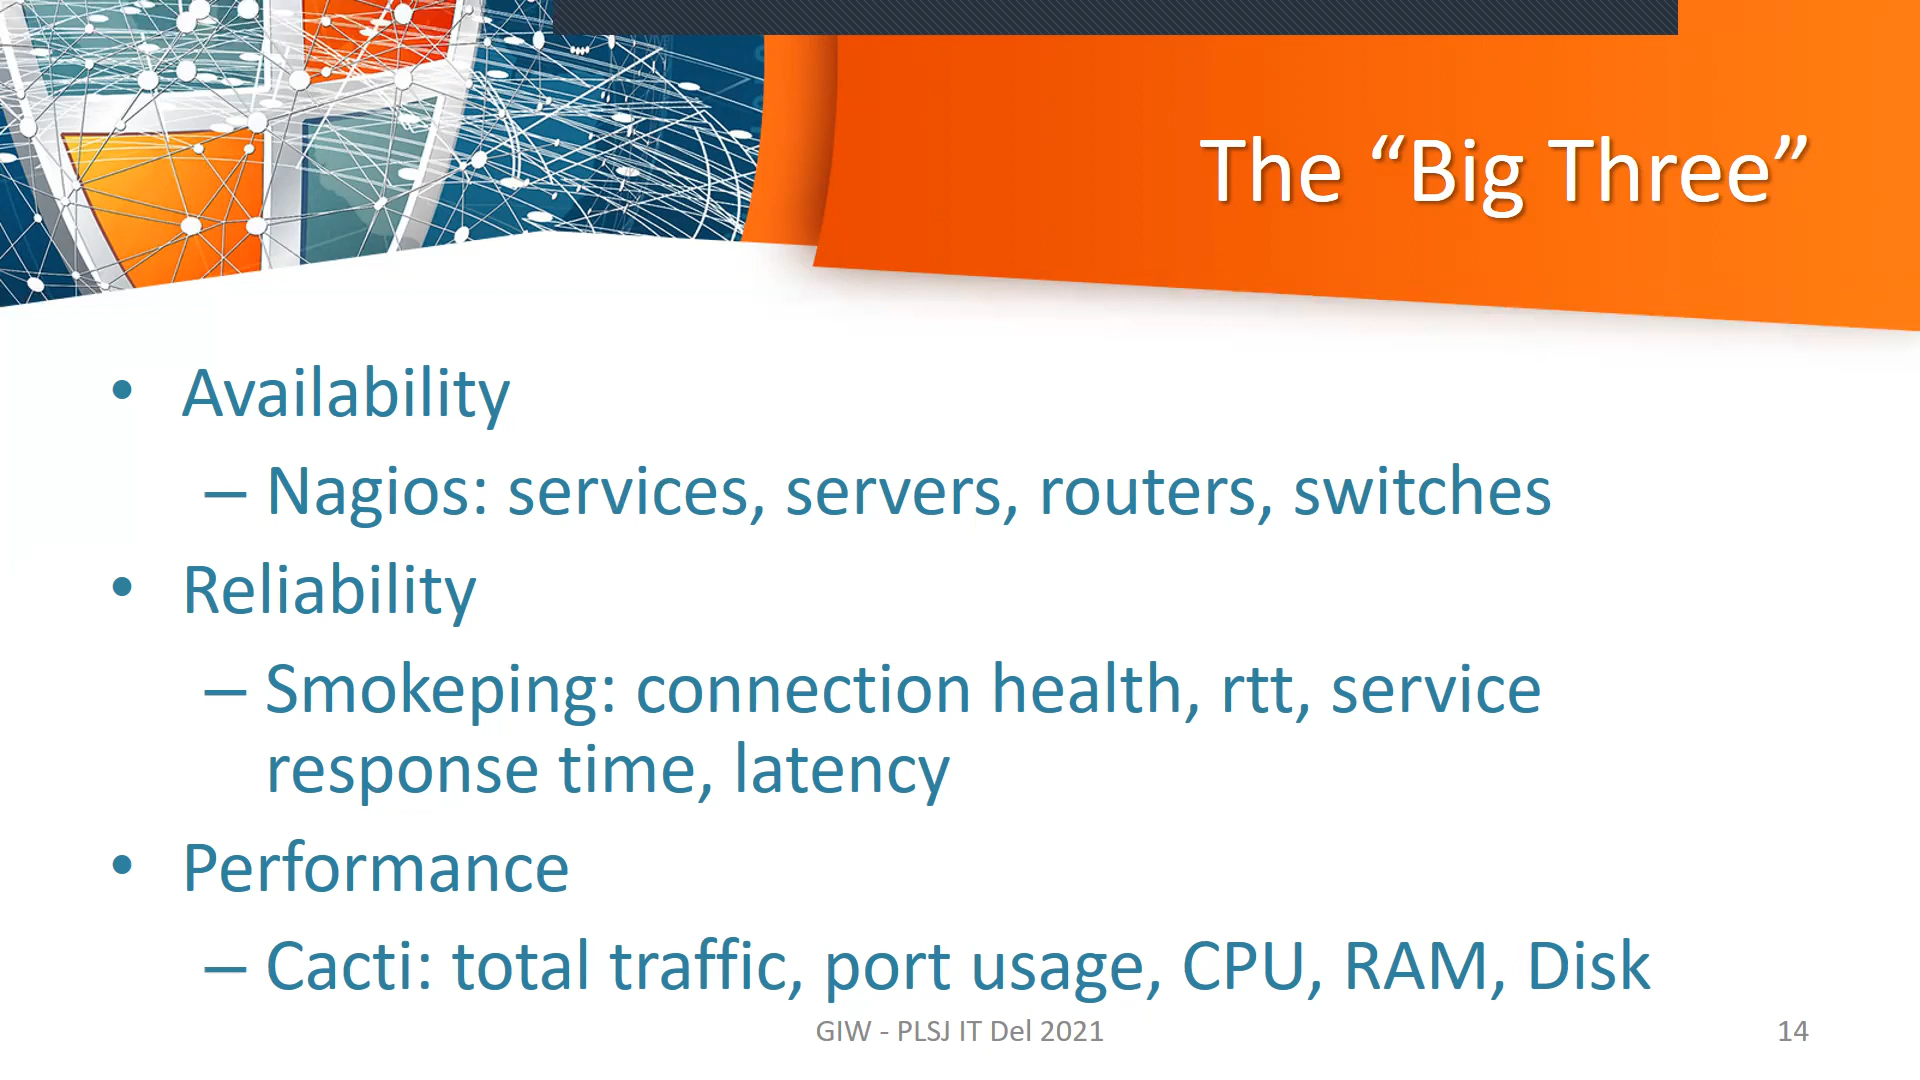 The “Big Three”
• Availability
– Nagios: services, servers, routers, switches
• Reliability
– Smokeping: connection health, rtt, service
response time, latency
• Performance
– Cacti: total traffic, port usage, CPU, RAM, Disk
GIW - PLSJ IT Del 2021
14